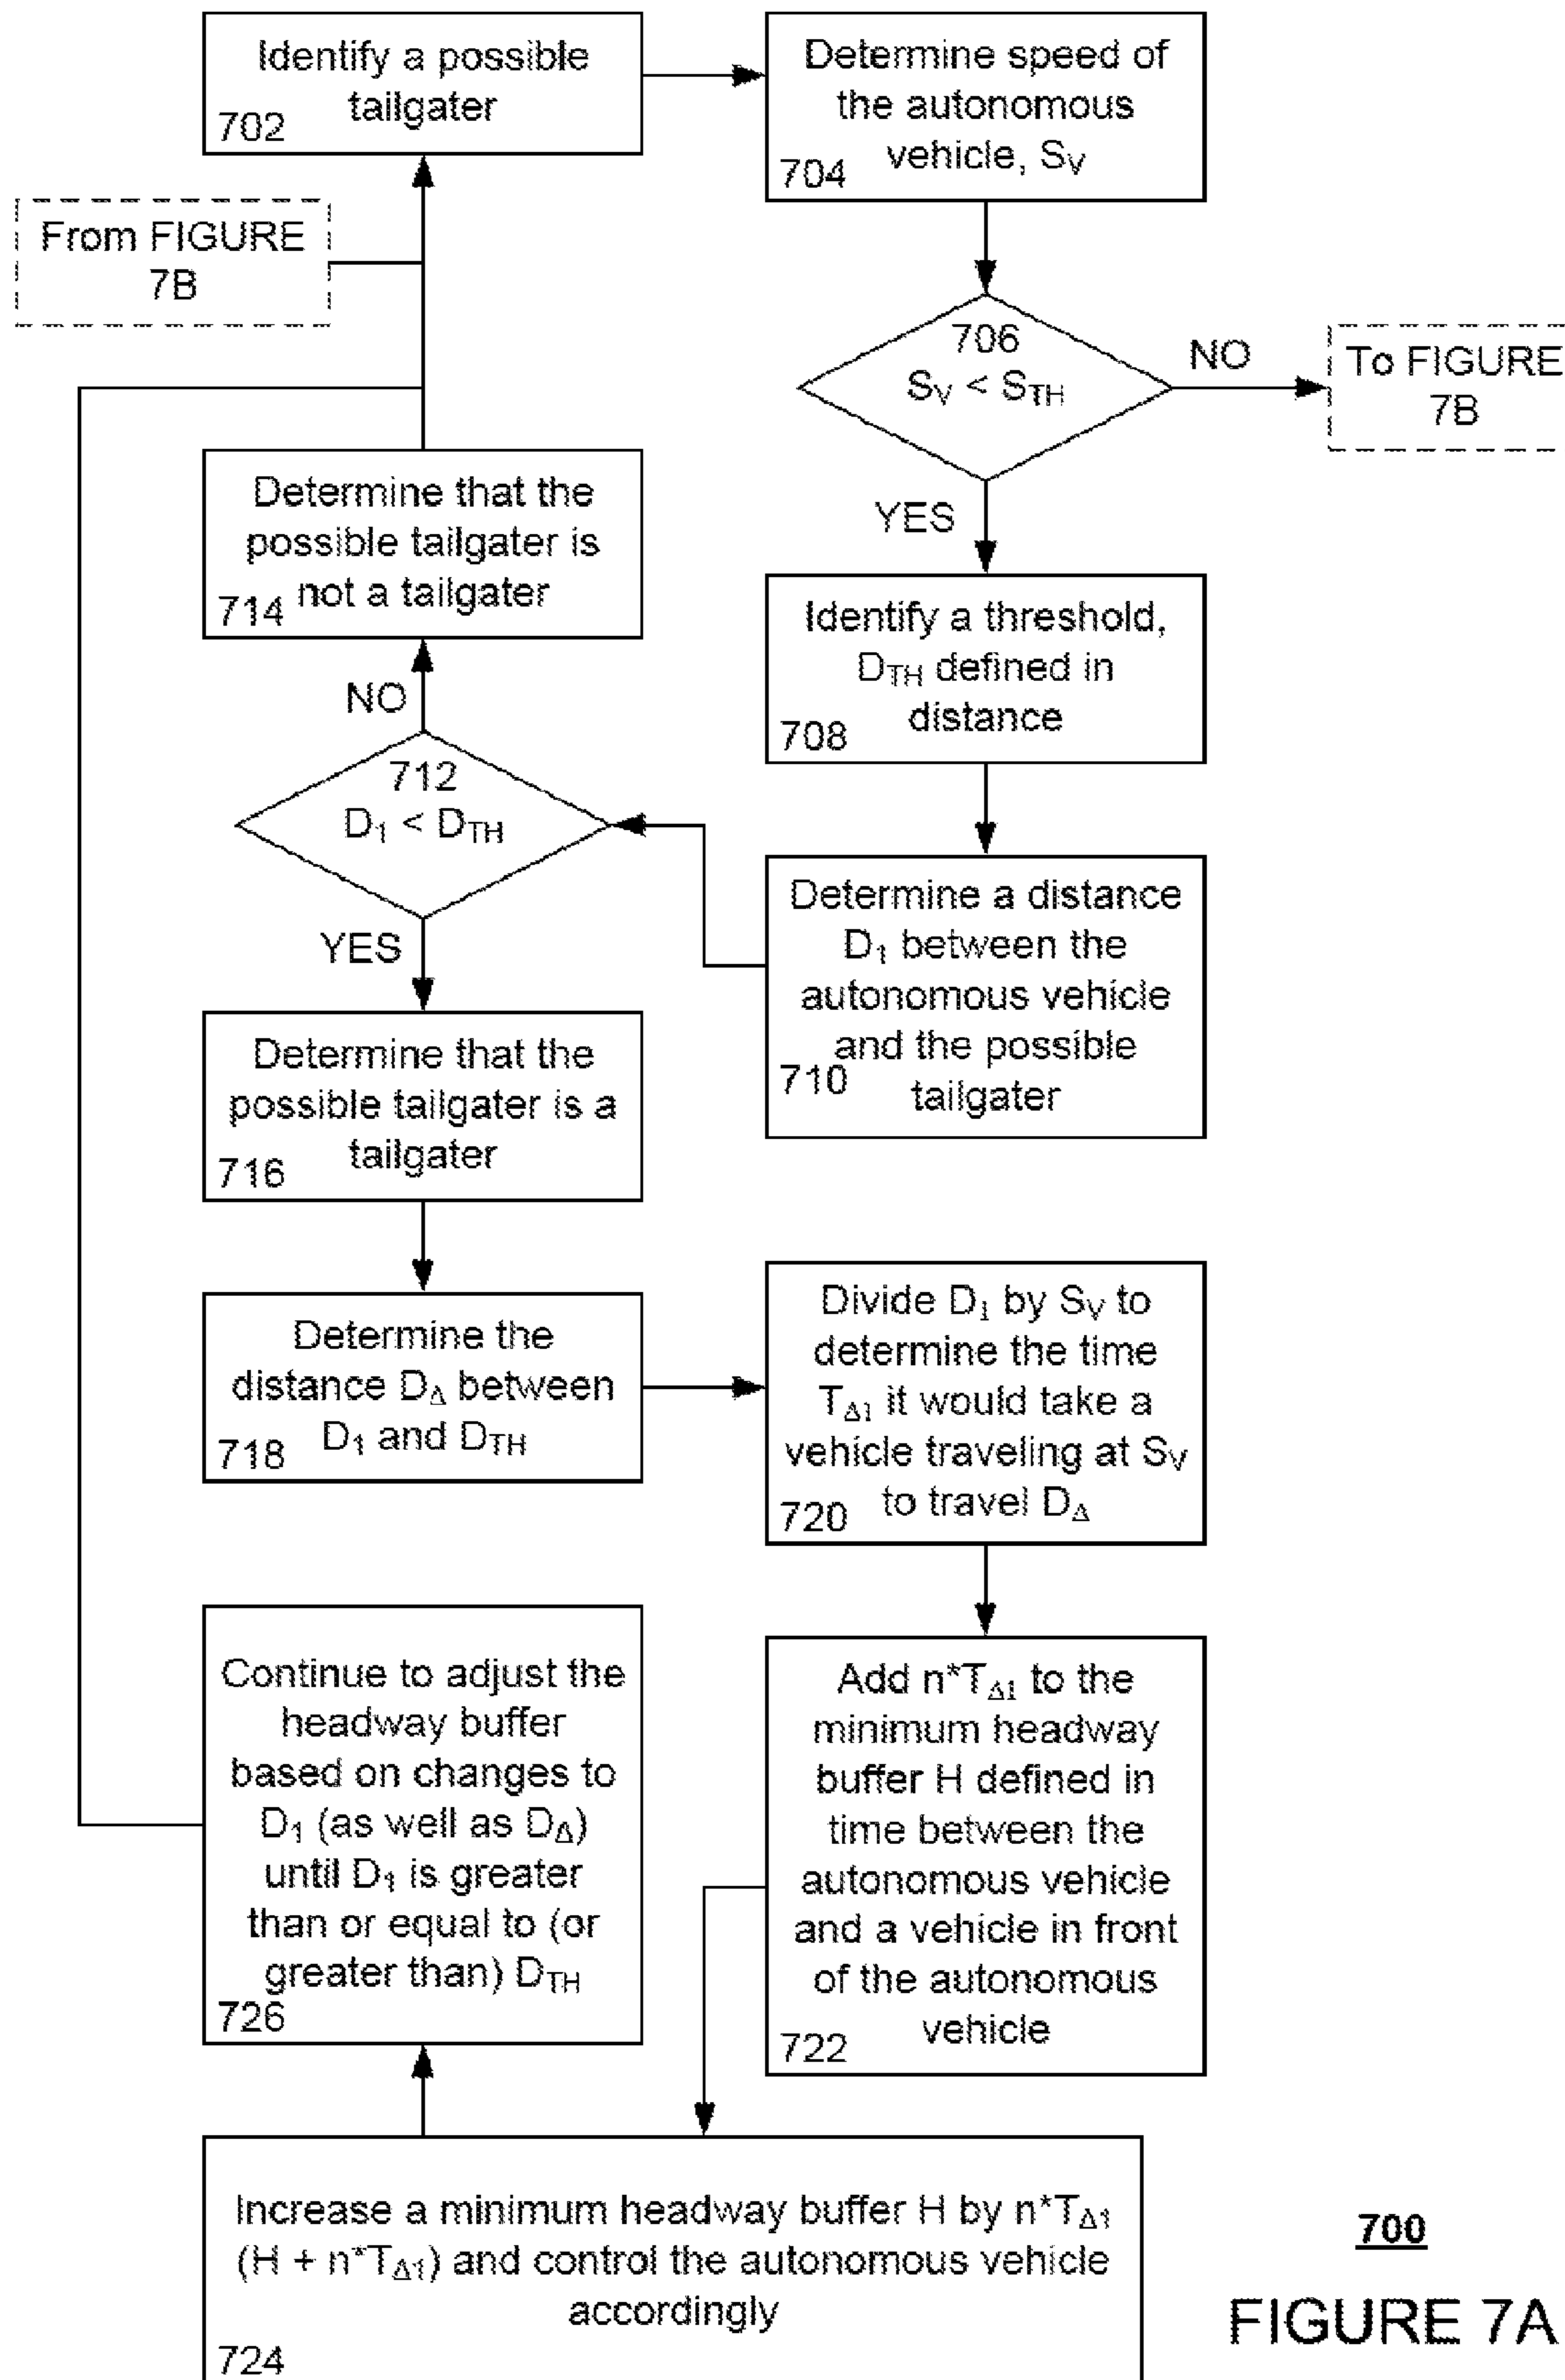 Identify a possible
tailgater
702
Determine speed of
the autonomous
vehicle, S_V
704
From FIGURE
7B
706
S_V < S_TH
NO
To FIGURE
7B
YES
Determine that the
possible tailgater is
not a tailgater
714
Identify a threshold,
D_TH defined in
distance
708
NO
712
D_1 < D_TH
YES
Determine a distance
D_1 between the
autonomous vehicle
and the possible
tailgater
710
Determine that the
possible tailgater is a
tailgater
716
Determine the
distance D_Δ between
D_1 and D_TH
718
Divide D_1 by S_V to
determine the time
T_Δ1 it would take a
vehicle traveling at S_V
to travel D_Δ
720
Continue to adjust the
headway buffer
based on changes to
D_1 (as well as D_Δ)
until D_1 is greater
than or equal to (or
greater than) D_TH
726
Add n*T_Δ1 to the
minimum headway
buffer H defined in
time between the
autonomous vehicle
and a vehicle in front
of the autonomous
vehicle
722
Increase a minimum headway buffer H by n*T_Δ1
(H + n*T_Δ1) and control the autonomous vehicle
accordingly
724
700
FIGURE 7A